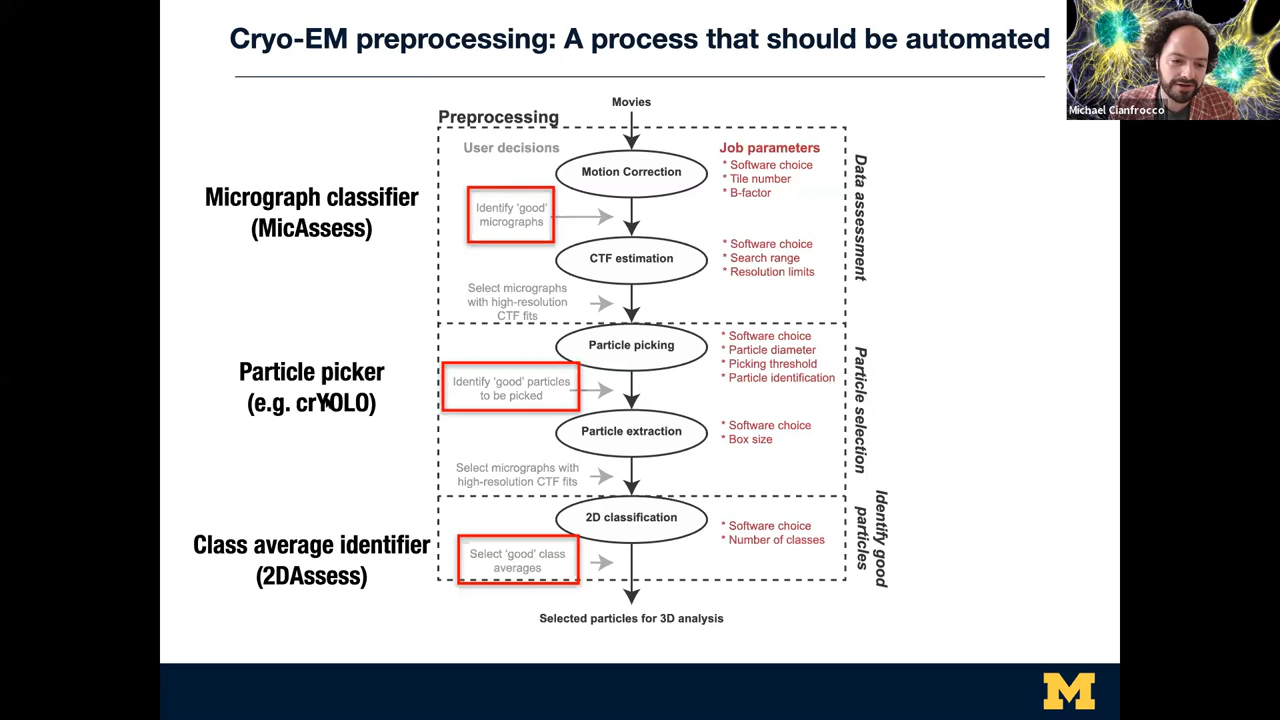 Cryo-EM preprocessing: A process that should be automated
Michael Cianfrocco
Movies
Preprocessing
User decisions
Job parameters
Motion Correction
* Software choice
* Tile number
* B-factor
Data assessment
Micrograph classifier
(MicAssess)
Identify 'good'
micrographs
CTF estimation
* Software choice
* Search range
* Resolution limits
Select micrographs
with high-resolution
CTF fits
Particle picking
* Software choice
* Particle diameter
* Picking threshold
* Particle identification
Particle selection
Particle picker
(e.g. crYOLO)
Identify 'good' particles
to be picked
Particle extraction
* Software choice
* Box size
Select micrographs with
high-resolution CTF fits
2D classification
* Software choice
* Number of classes
Identify good
particles
Class average identifier
(2DAssess)
Select 'good' class
averages
Selected particles for 3D analysis
M